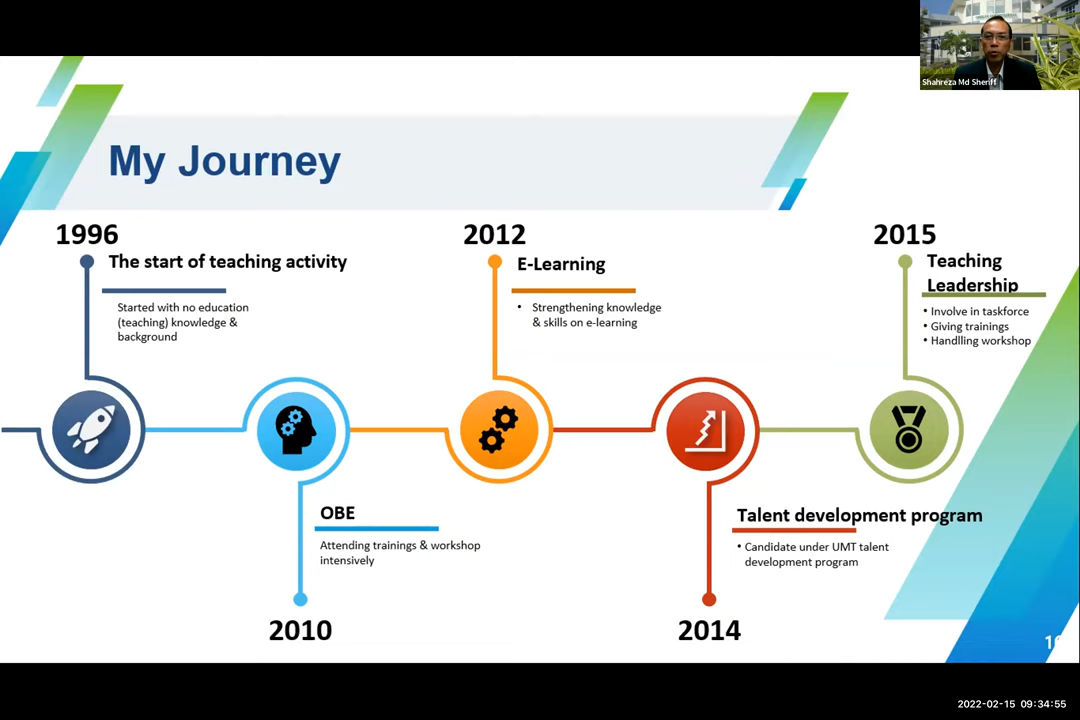 Shahreza Md Sheriff
My Journey
1996
The start of teaching activity
Started with no education
(teaching) knowledge &
background
2012
E-Learning
• Strengthening knowledge
& skills on e-learning
2015
Teaching
Leadership
• Involve in taskforce
• Giving trainings
• Handlling workshop
OBE
Attending trainings & workshop
intensively
2010
Talent development program
• Candidate under UMT talent
development program
2014
2022-02-15 09:34:55